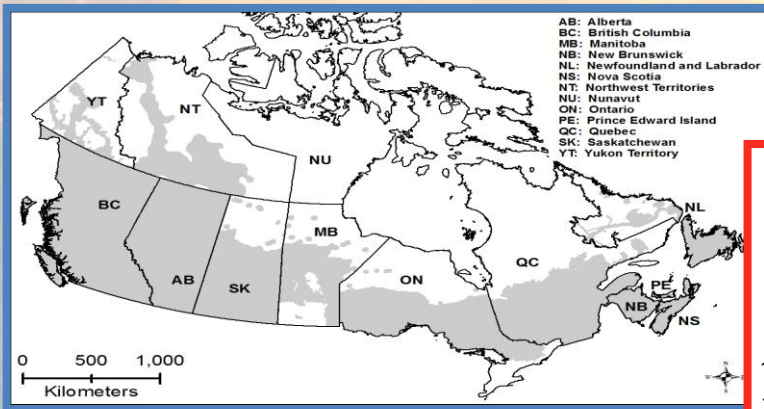 AB: Alberta
BC: British Columbia
MB: Manitoba
NB: New Brunswick
NL: Newfoundland and Labrador
NS: Nova Scotia
NT: Northwest Territories
NU: Nunavut
ON: Ontario
PE: Prince Edward Island
QC: Quebec
SK: Saskatchewan
YT: Yukon Territory
YT
NT
NU
BC
AB
SK
MB
ON
QC
NL
PE
NB
NS
0 500 1,000
Kilometers